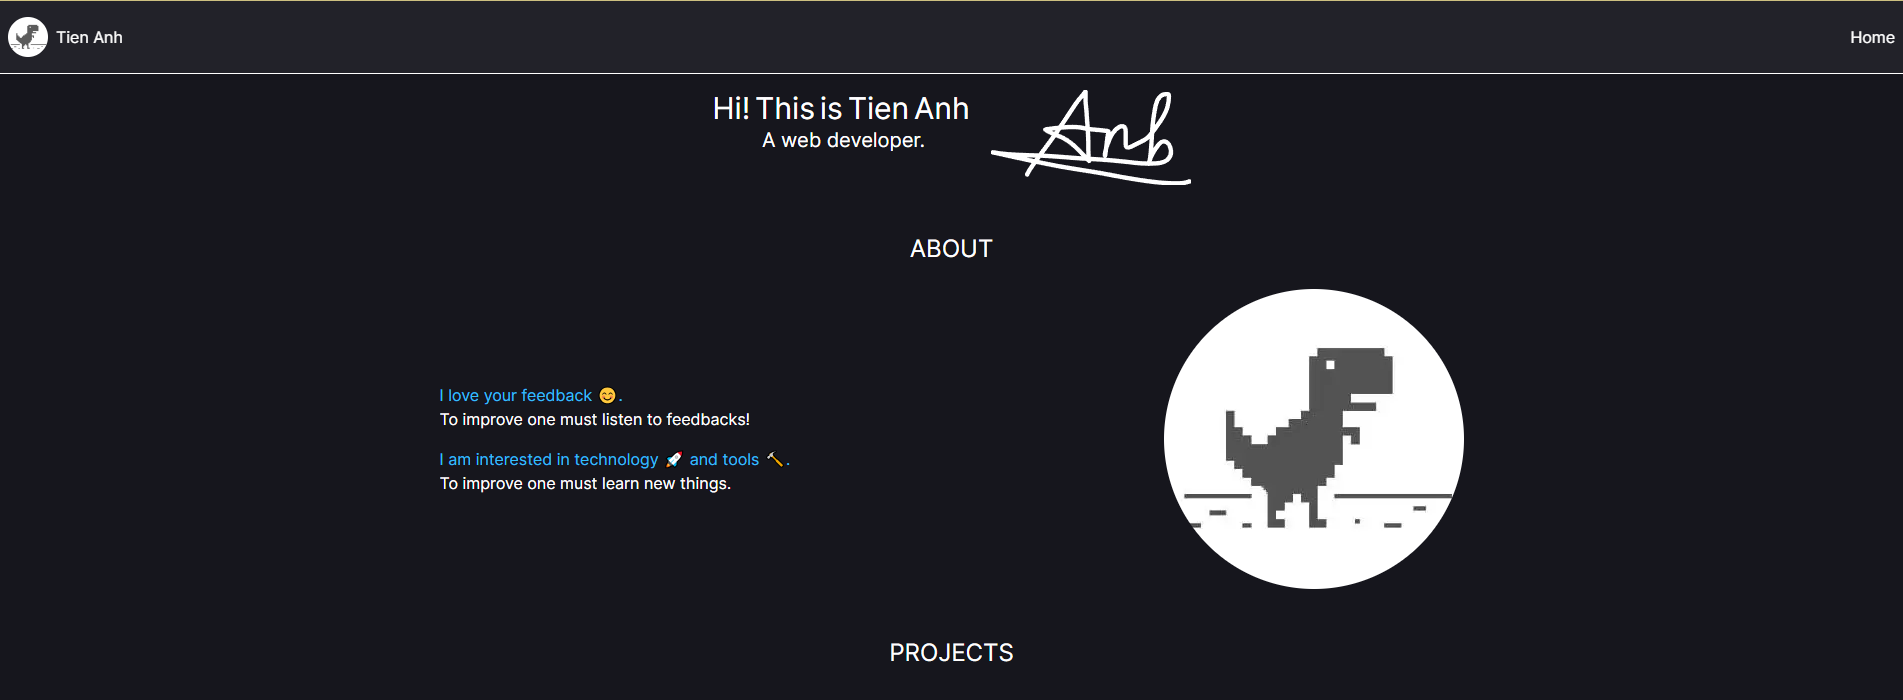 Tien Anh
Home
Hi! This is Tien Anh
A web developer.
Anh
ABOUT
I love your feedback 😊.
To improve one must listen to feedbacks!
I am interested in technology 🚀 and tools 🔨.
To improve one must learn new things.
PROJECTS